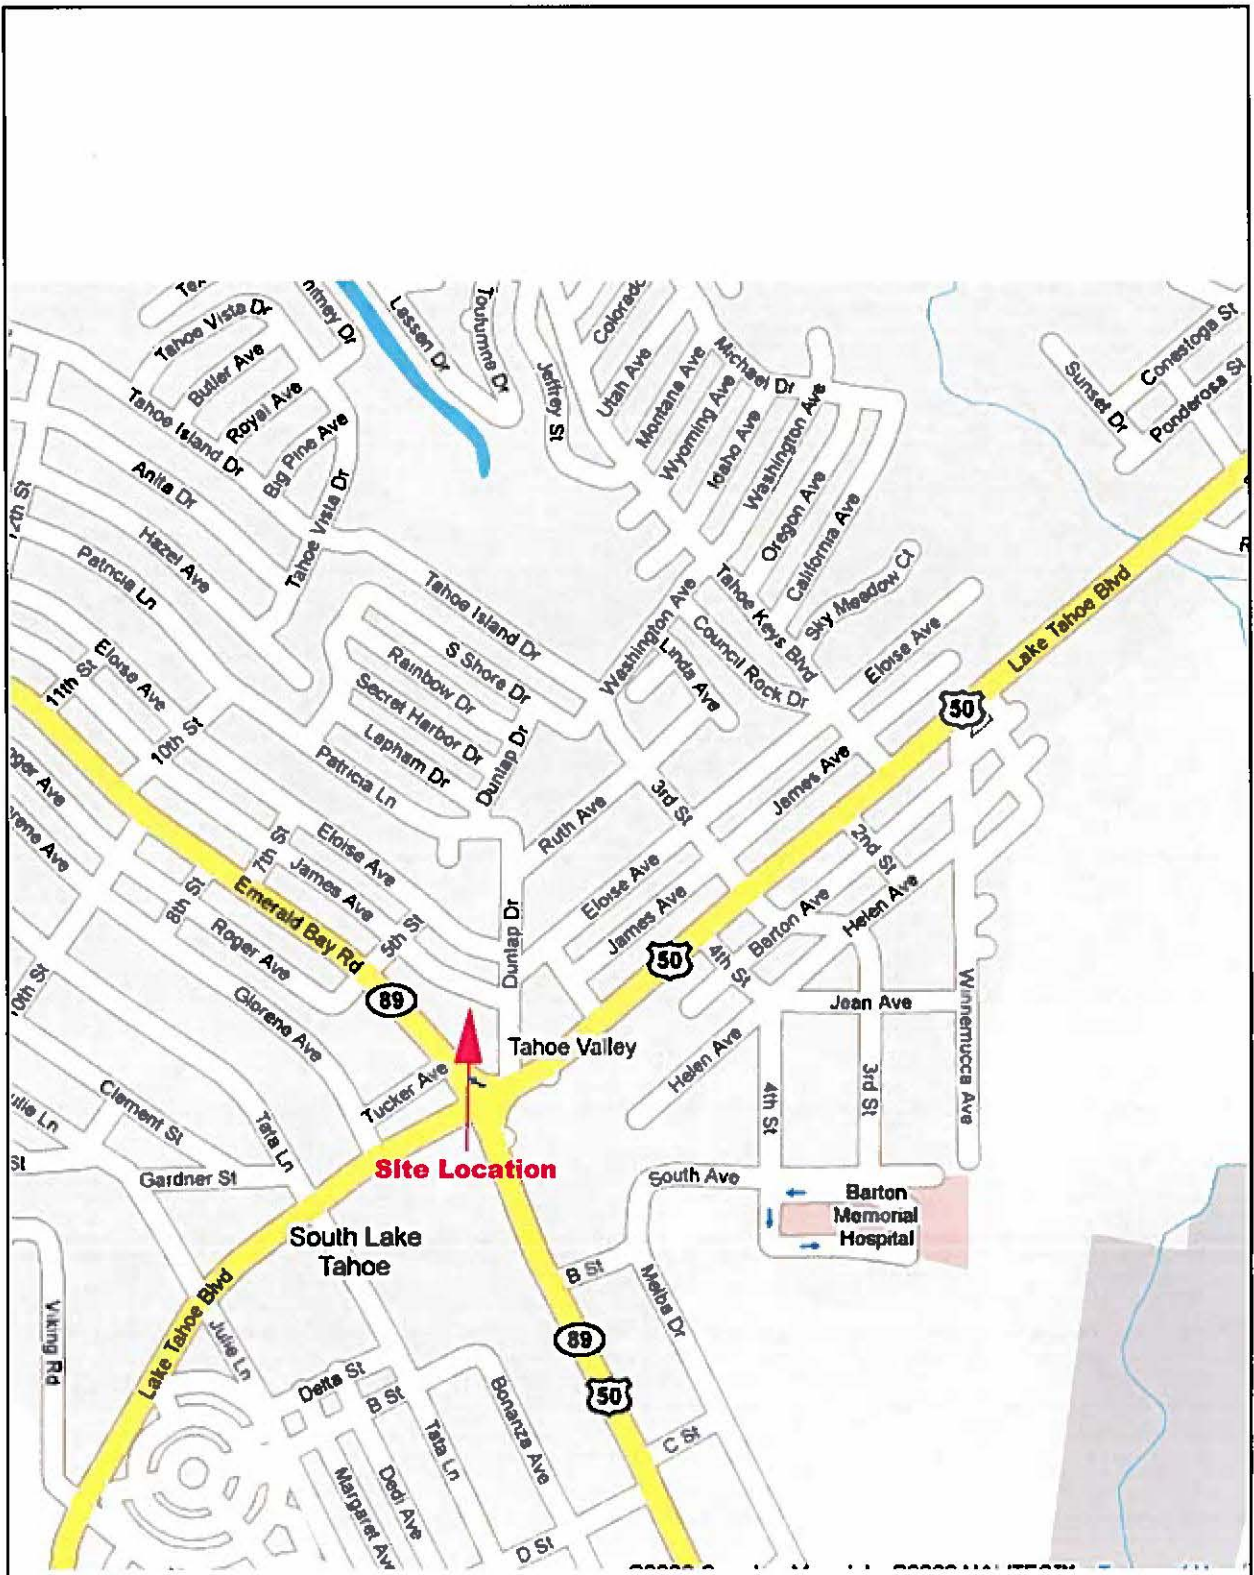 Tahoe Vista Dr
Lassen Dr
Toulumne Dr
Jeffrey St
Butler Ave
Royal Ave
Big Pine Ave
Tahoe Island Dr
Tahoe Vista Dr
Anita Dr
Hazel Ave
Patricia Ln
Utah Ave
Montana Ave
Wyoming Ave
Idaho Ave
Michael Dr
Washington Ave
Oregon Ave
California Ave
Sky Meadow Ct
Sunset Dr
Conestoga St
Ponderosa St
Tahoe Island Dr
S Shore Dr
Rainbow Dr
Secret Harbor Dr
Lapham Dr
Patricia Ln
Dunlap Dr
Washington Ave
Linda Ave
Council Rock Dr
Tahoe Keys Blvd
Eloise Ave
Lake Tahoe Blvd
50
11th St
Eloise Ave
10th St
James Ave
3rd St
Ruth Ave
2nd St
Helen Ave
Barton Ave
Eloise Ave
James Ave
7th St
Eloise Ave
James Ave
5th St
8th St
Emerald Bay Rd
Roger Ave
Glorene Ave
89
Dunlap Dr
50
4th St
Jean Ave
Winnemucca Ave
Tahoe Valley
Helen Ave
4th St
3rd St
Tucker Ave
Clement St
Tata Ln
Gardner St
Site Location
South Ave
Barton
Memorial
Hospital
South Lake
Tahoe
B St
Melba Dr
Lake Tahoe Blvd
Julie Ln
Viking Rd
89
50
Delta St
B St
Tata Ln
Bonanza Ave
C St
Dedi Ave
Margaret Ave
D St